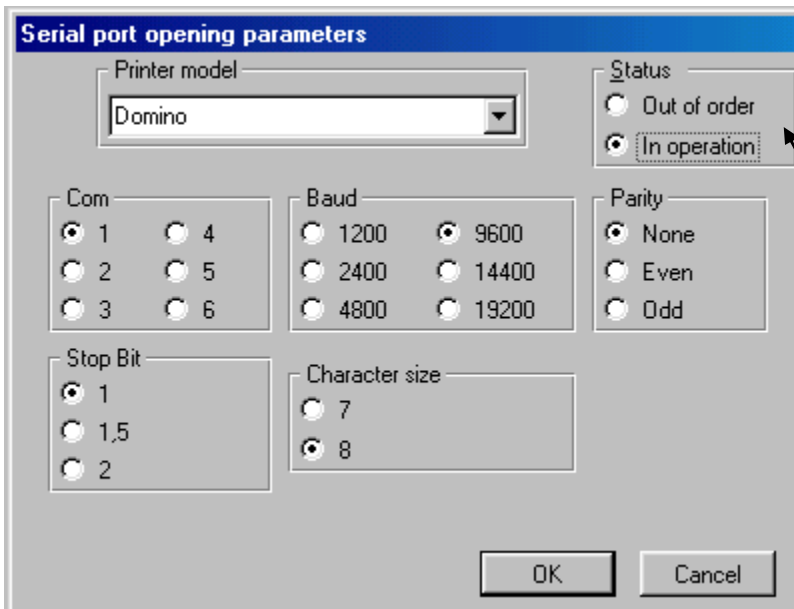 Serial port opening parameters
Printer model
Domino
Status
Out of order
In operation
Com
1 4
2 5
3 6
Baud
1200 9600
2400 14400
4800 19200
Parity
None
Even
Odd
Stop Bit
1
1,5
2
Character size
7
8
OK Cancel